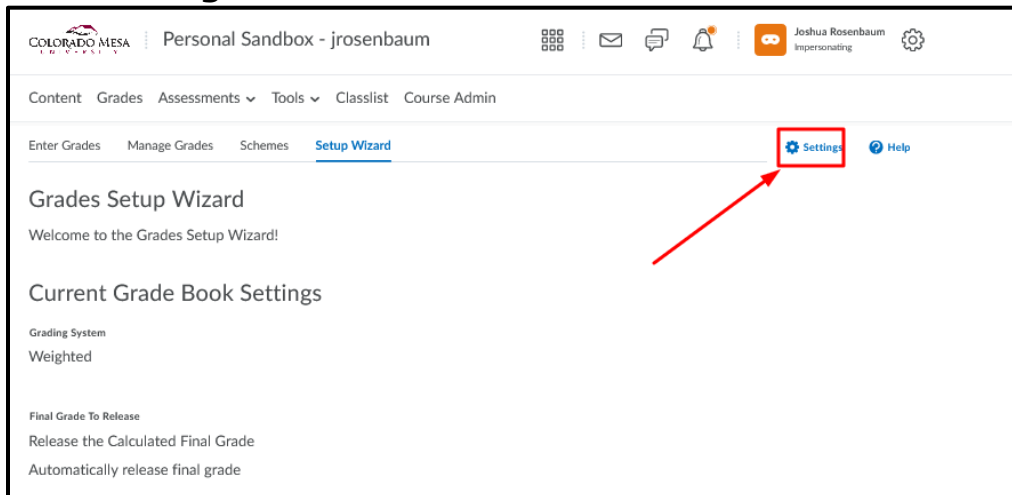 COLORADO MESA
UNIVERSITY
Personal Sandbox - jrosenbaum
Joshua Rosenbaum
Impersonating
Content Grades Assessments Tools Classlist Course Admin
Enter Grades Manage Grades Schemes Setup Wizard Settings Help
Grades Setup Wizard
Welcome to the Grades Setup Wizard!
Current Grade Book Settings
Grading System
Weighted
Final Grade To Release
Release the Calculated Final Grade
Automatically release final grade